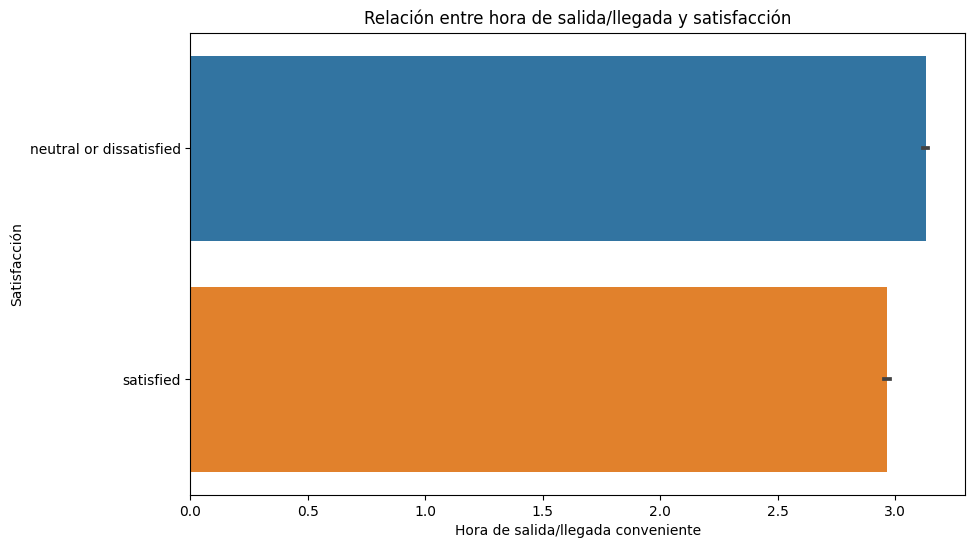 Relación entre hora de salida/llegada y satisfacción
Satisfacción
neutral or dissatisfied
satisfied
0.0 0.5 1.0 1.5 2.0 2.5 3.0
Hora de salida/llegada conveniente